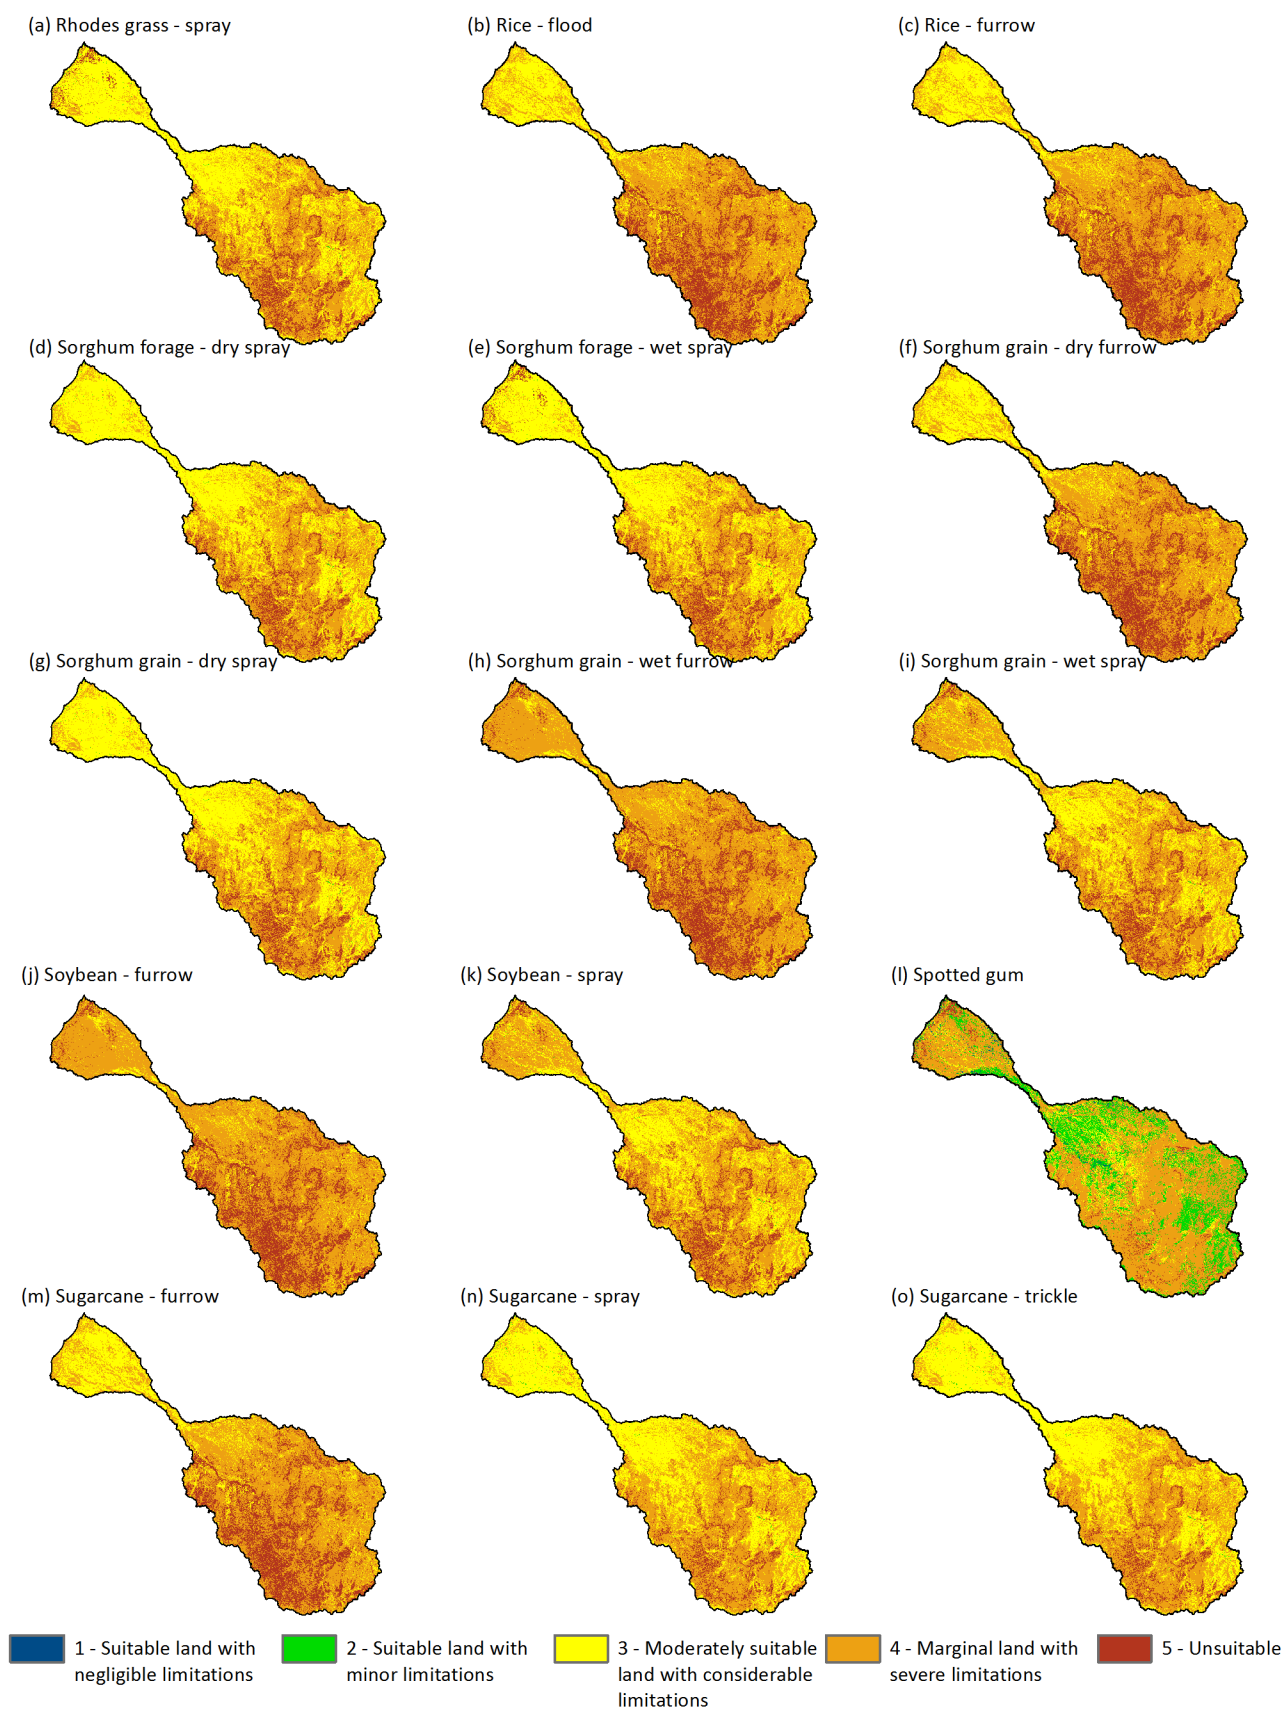 (a) Rhodes grass - spray
(b) Rice - flood
(c) Rice - furrow
(d) Sorghum forage - dry spray
(e) Sorghum forage - wet spray
(f) Sorghum grain - dry furrow
(g) Sorghum grain - dry spray
(h) Sorghum grain - wet furrow
(i) Sorghum grain - wet spray
(j) Soybean - furrow
(k) Soybean - spray
(l) Spotted gum
(m) Sugarcane - furrow
(n) Sugarcane - spray
(o) Sugarcane - trickle
1 - Suitable land with
negligible limitations
2 - Suitable land with
minor limitations
3 - Moderately suitable
land with considerable
limitations
4 - Marginal land with
severe limitations
5 - Unsuitable